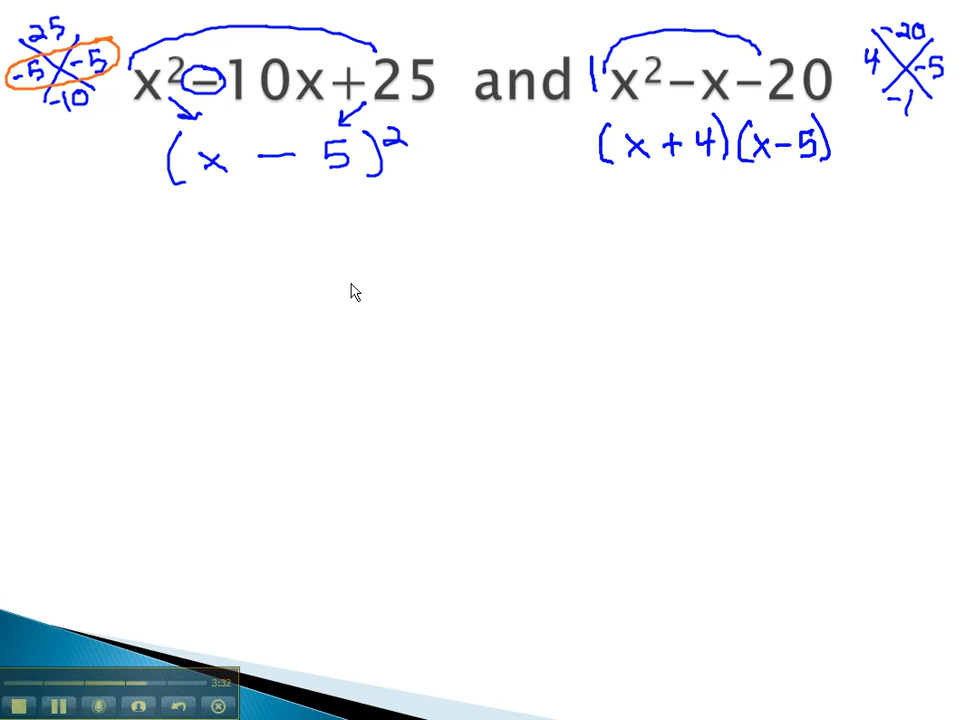 25
-5 -5
-10
x² – 10x + 25 and 1x² – x – 20
-20
4 -5
-1
(x – 5)²
(x + 4)(x – 5)
3:32